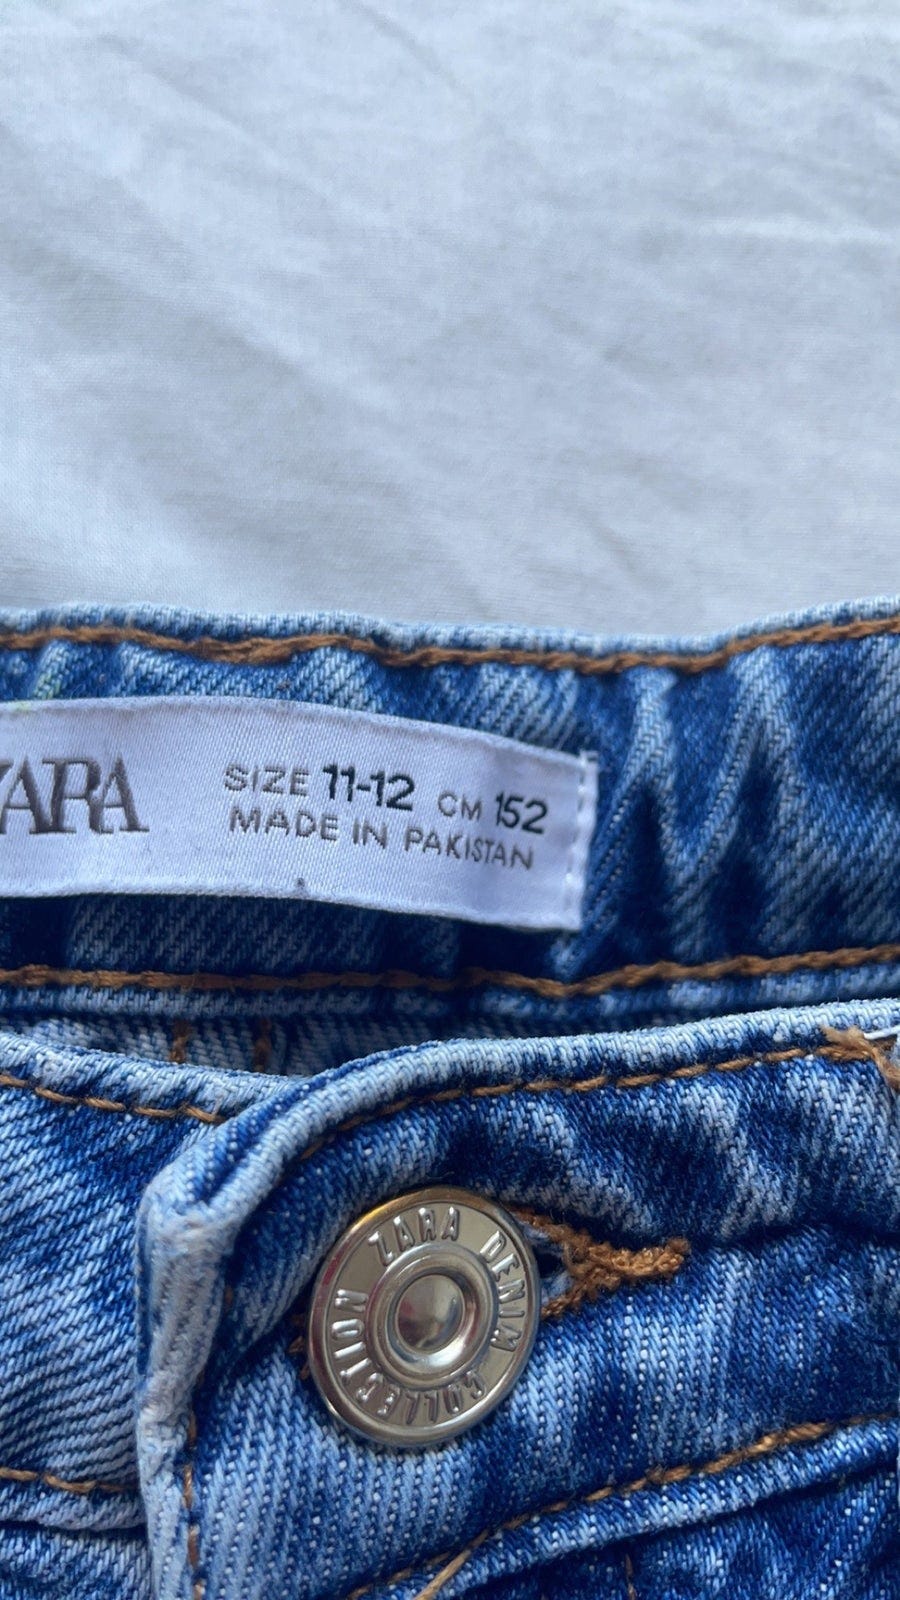 ZARA
SIZE 11-12 CM 152
MADE IN PAKISTAN
ZARA DENIM COLLECTION